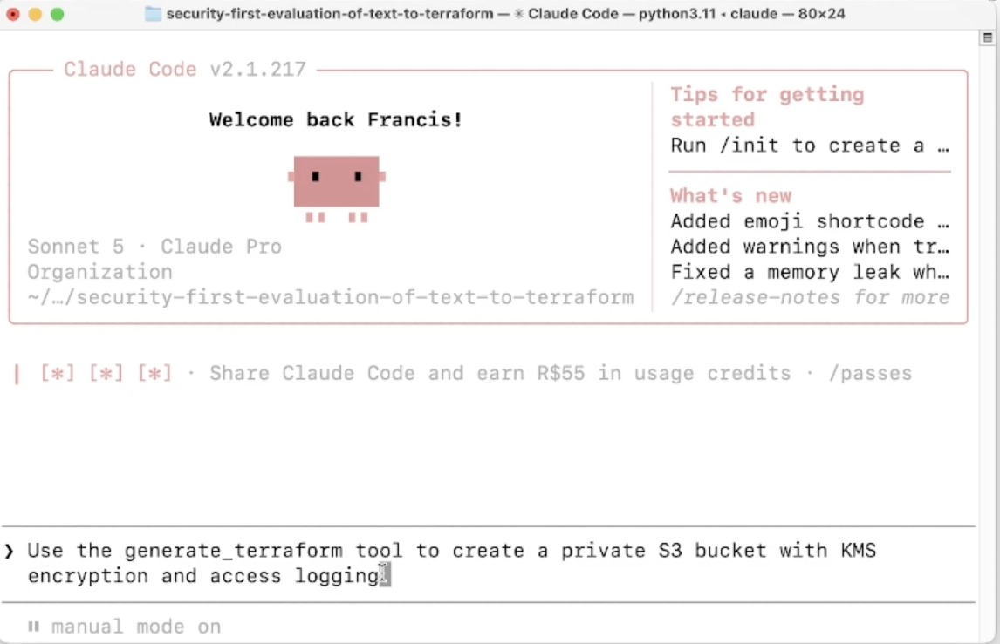 security-first-evaluation-of-text-to-terraform — ✳ Claude Code — python3.11 ◂ claude — 80×24
Claude Code v2.1.217
Welcome back Francis!
Sonnet 5 · Claude Pro
Organization
~/…/security-first-evaluation-of-text-to-terraform
Tips for getting
started
Run /init to create a …
What's new
Added emoji shortcode …
Added warnings when tr…
Fixed a memory leak wh…
/release-notes for more
[*] [*] [*] · Share Claude Code and earn R$55 in usage credits · /passes
❯ Use the generate_terraform tool to create a private S3 bucket with KMS
encryption and access logging
⏸ manual mode on